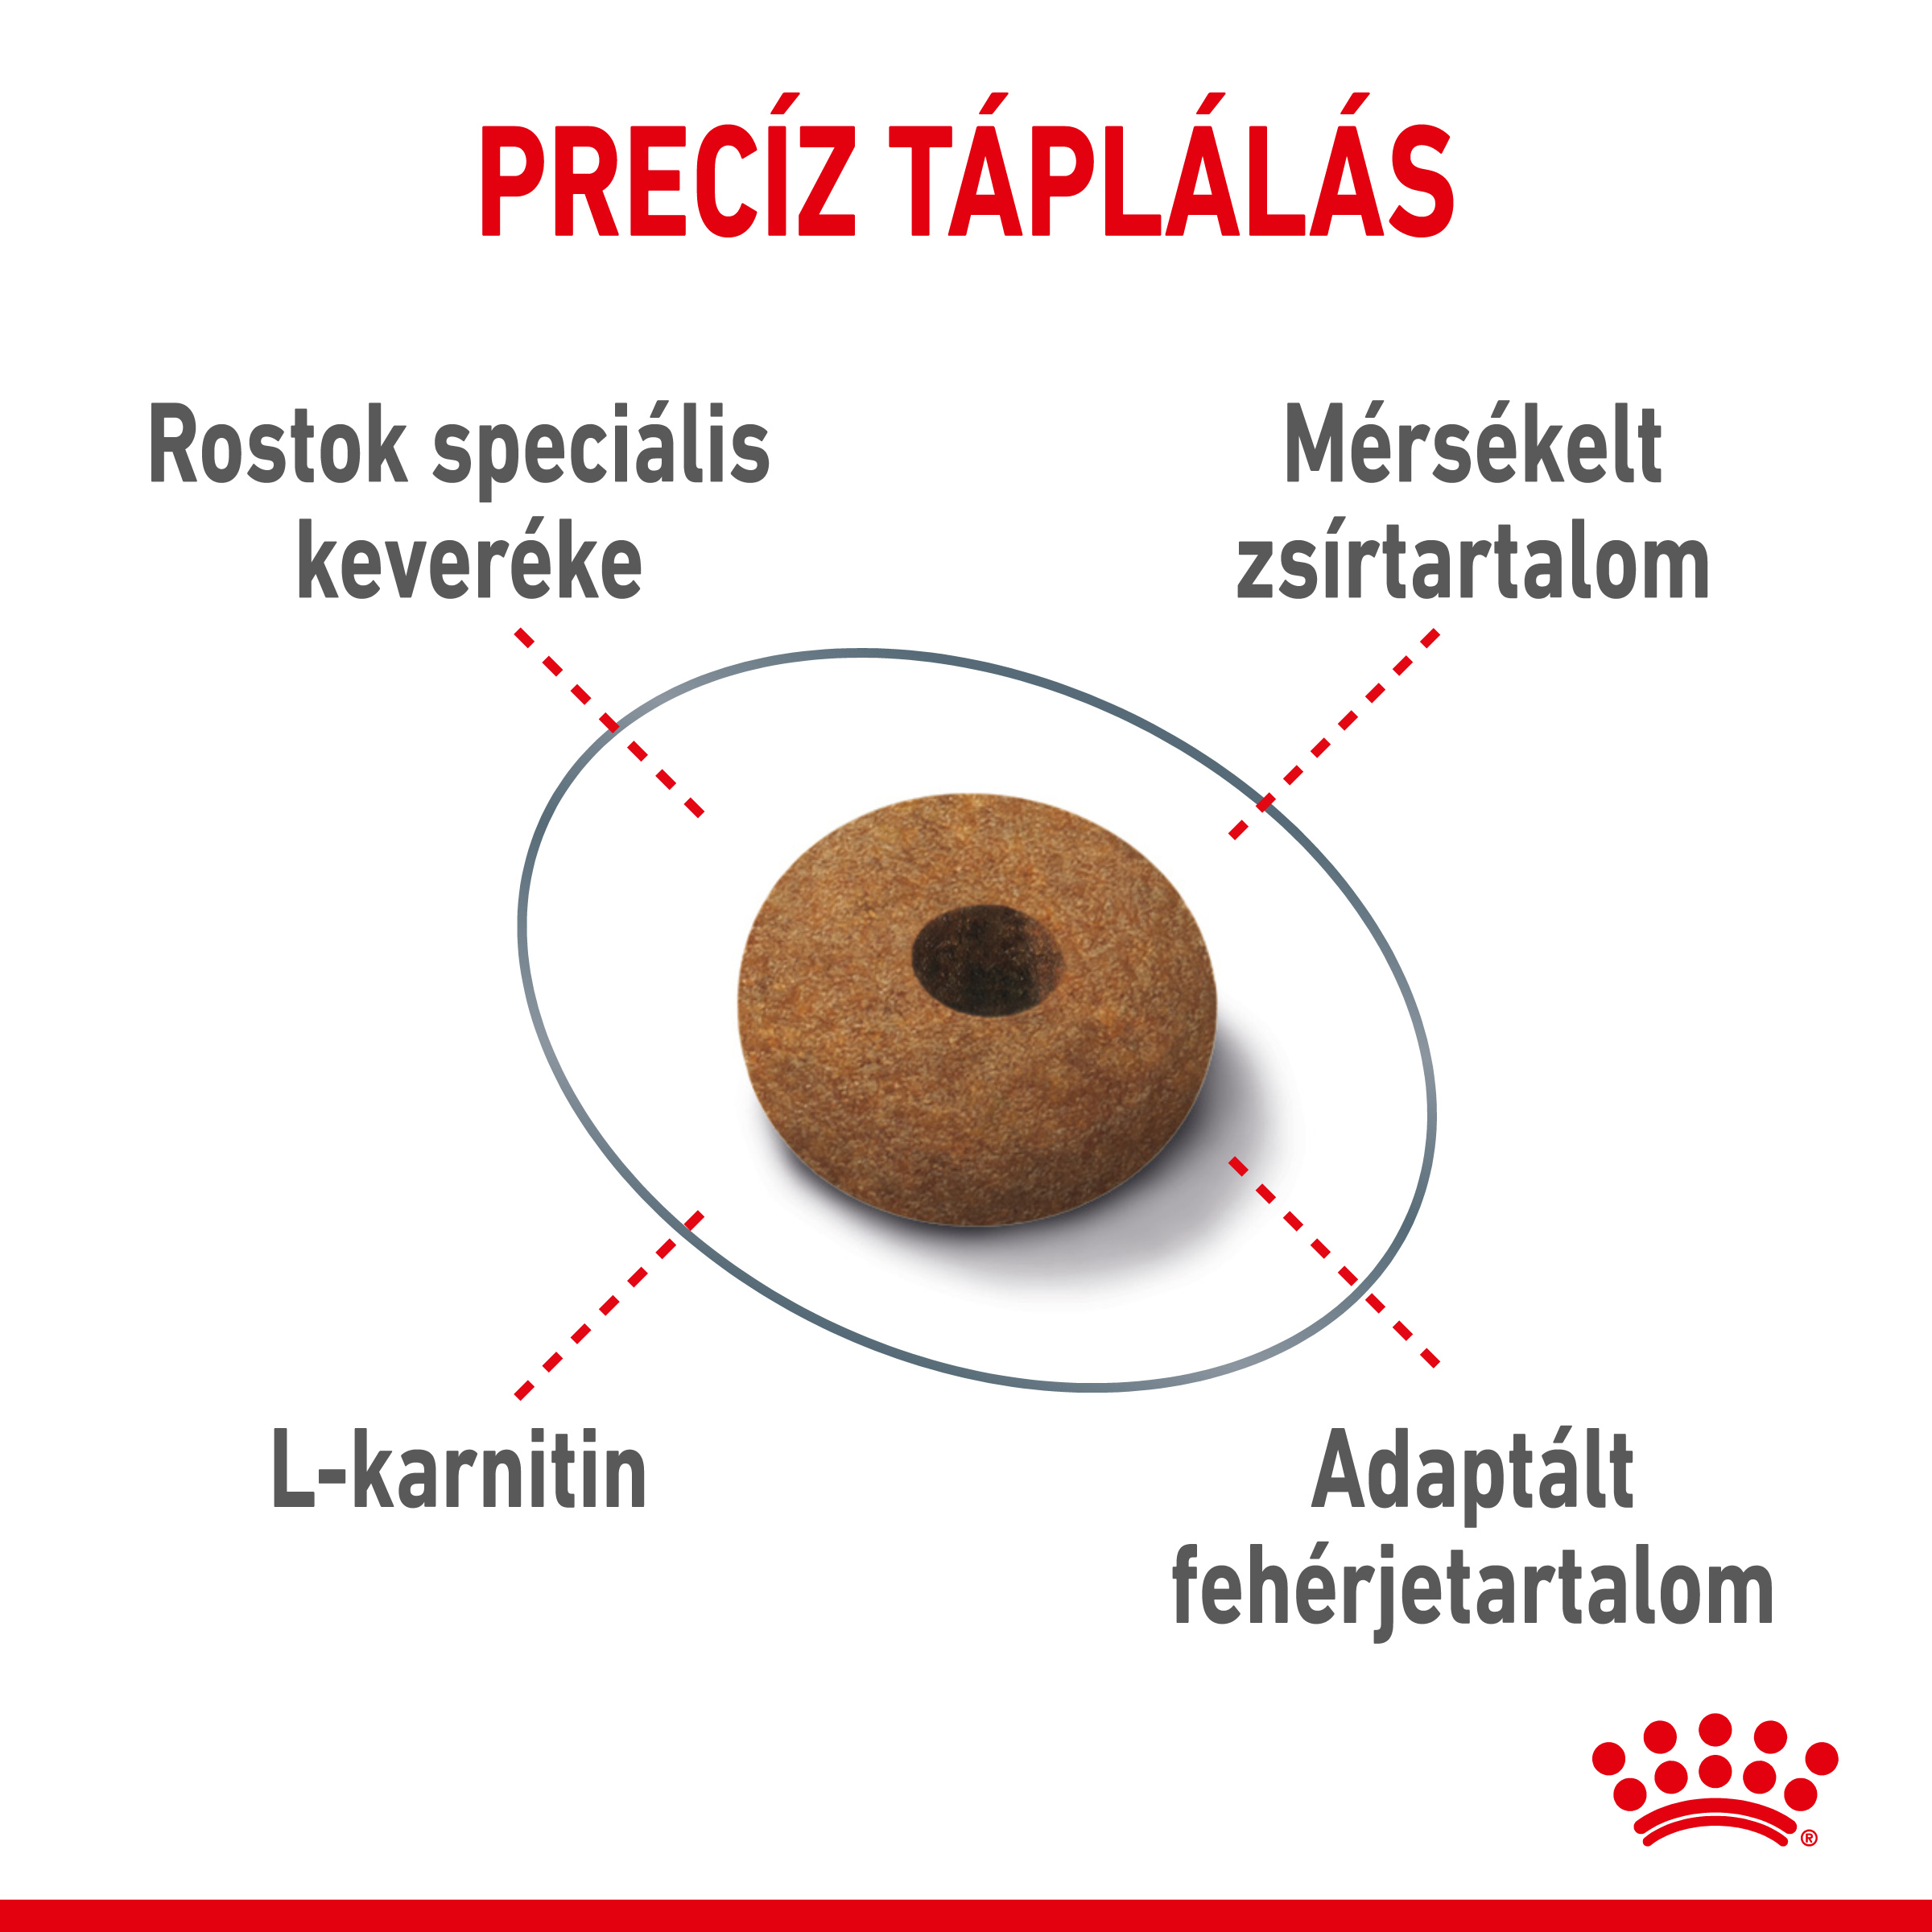 PRECÍZ TÁPLÁLÁS
Rostok speciális
keveréke
Mérsékelt
zsírtartalom
L-karnitin
Adaptált
fehérjetartalom
®